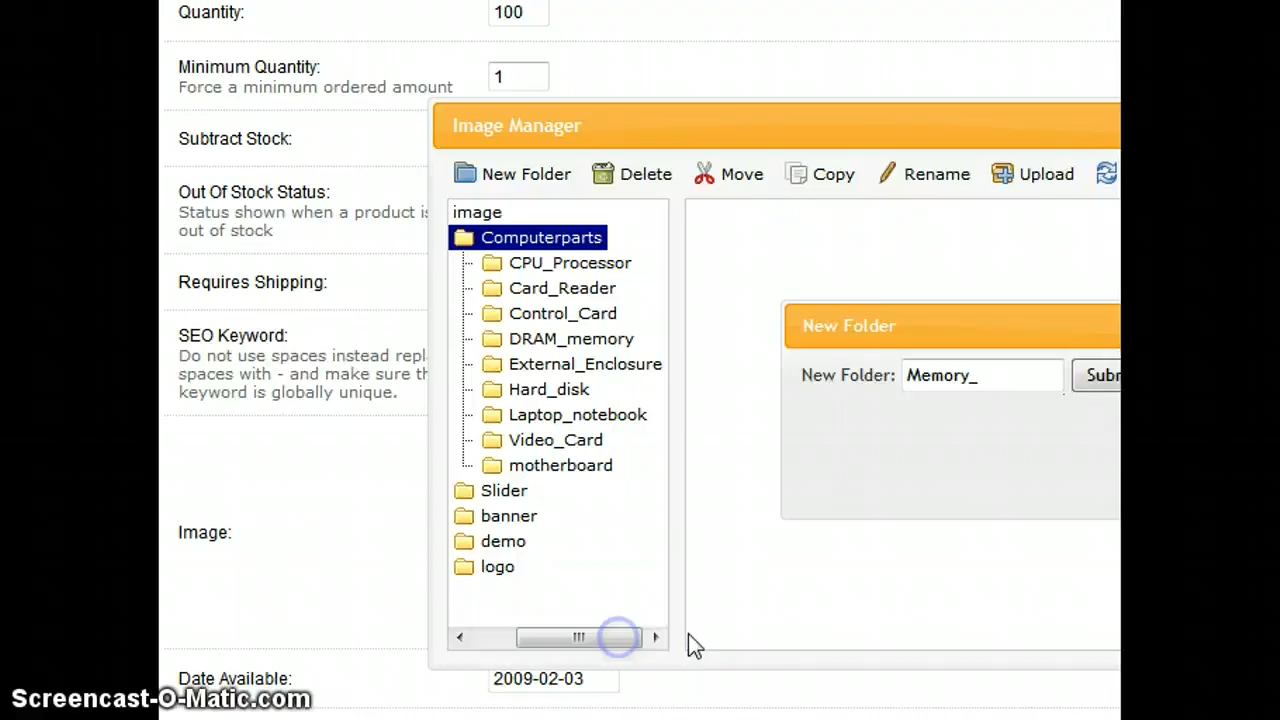 Quantity:
100
Minimum Quantity:
Force a minimum ordered amount
1
Subtract Stock:
Out Of Stock Status:
Status shown when a product is
out of stock
Requires Shipping:
SEO Keyword:
Do not use spaces instead repl
spaces with - and make sure th
keyword is globally unique.
Image:
Date Available:
2009-02-03
Image Manager
New Folder Delete Move Copy Rename Upload
image
Computerparts
CPU_Processor
Card_Reader
Control_Card
DRAM_memory
External_Enclosure
Hard_disk
Laptop_notebook
Video_Card
motherboard
Slider
banner
demo
logo
New Folder
New Folder: Memory_ Subr
Screencast-O-Matic.com